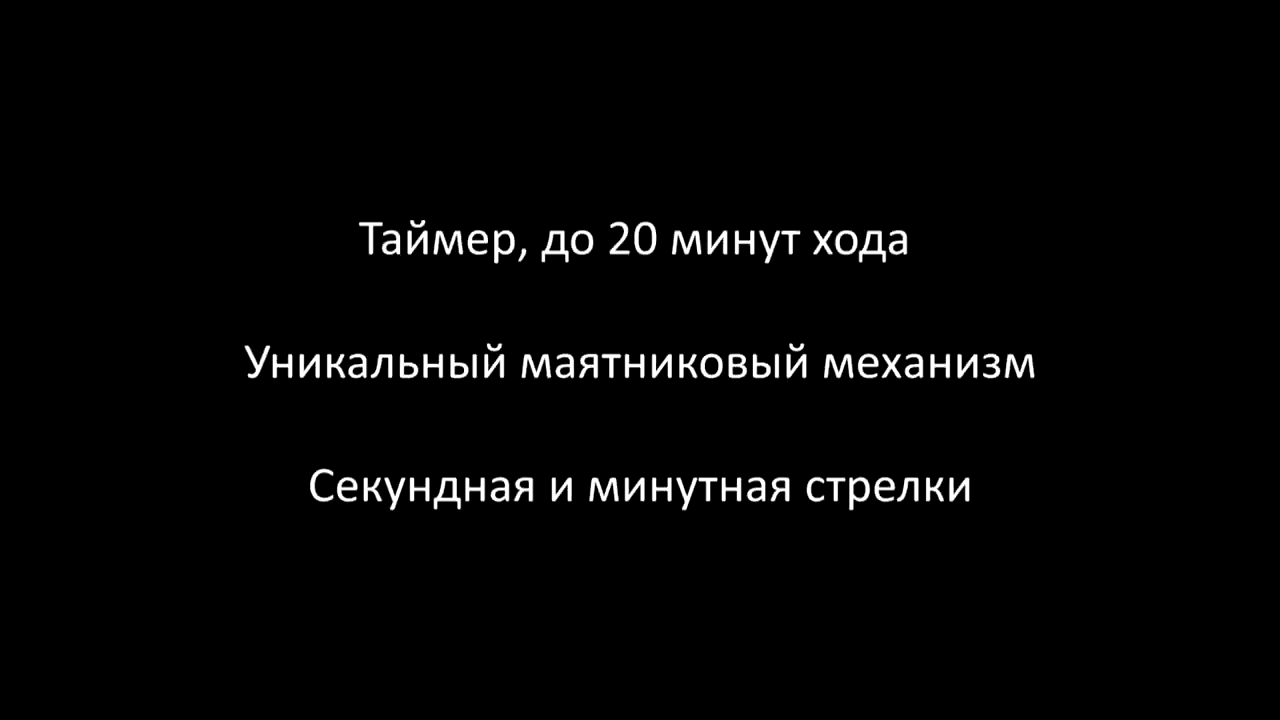 Таймер, до 20 минут хода
Уникальный маятниковый механизм
Секундная и минутная стрелки